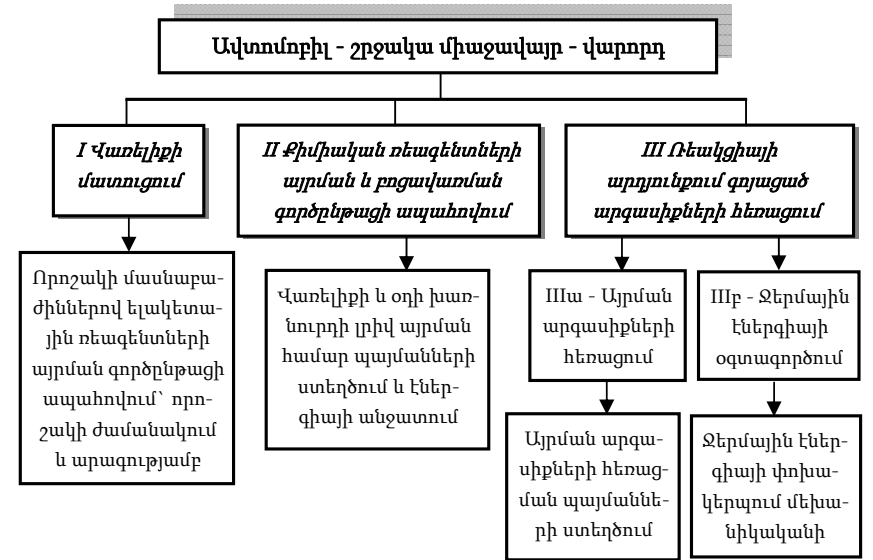 Ավտոմոբիլ - շրջակա միաջավայր - վարորդ
I Վառելիքի
մատուցում
II Քիմիական ռեագենտների
այրման և բոցավառման
գործընթացի ապահովում
III Ռեակցիայի
արդյունքում գոյացած
արգասիքների հեռացում
Որոշակի մասնաբա-
ժիններով ելակետա-
յին ռեագենտների
այրման գործընթացի
ապահովում՝ որո-
շակի ժամանակում
և արագությամբ
Վառելիքի և օդի խառ-
նուրդի լրիվ այրման
համար պայմանների
ստեղծում և էներ-
գիայի անջատում
IIIա - Այրման
արգասիքների
հեռացում
IIIբ - Ջերմային
էներգիայի
օգտագործում
Այրման արգա-
սիքների հեռաց-
ման պայմաննե-
րի ստեղծում
Ջերմային էներ-
գիայի փոխա-
կերպում մեխա-
նիկականի